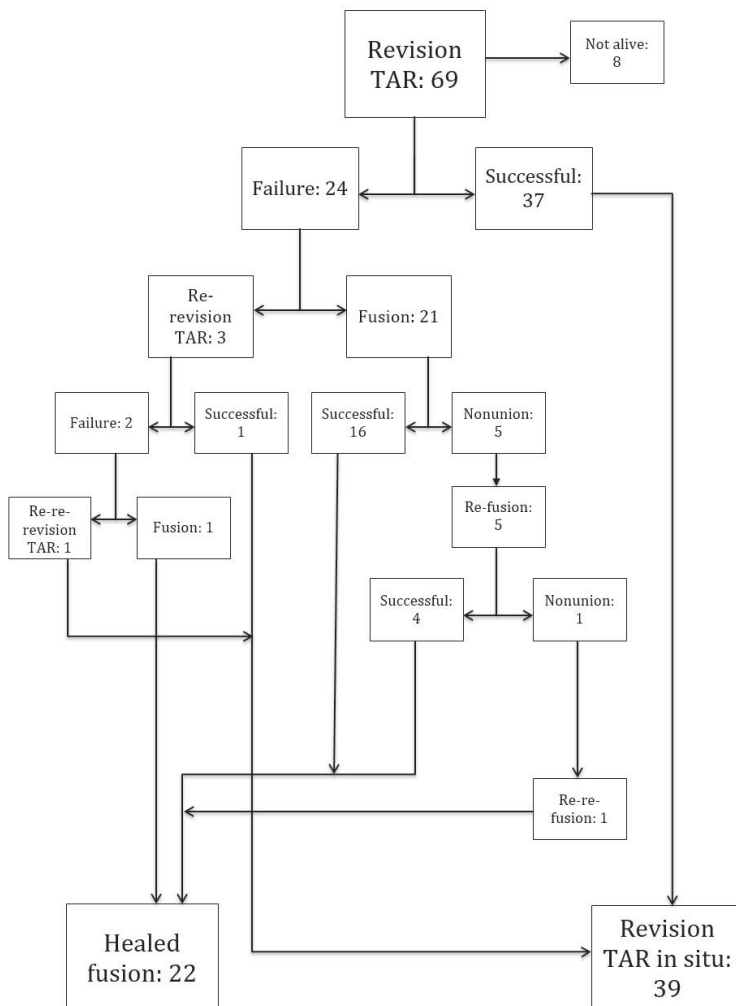 Revision
TAR: 69
Not alive:
8
Failure: 24
Successful:
37
Re-
revision
TAR: 3
Fusion: 21
Failure: 2
Successful:
1
Successful:
16
Nonunion:
5
Re-re-
revision
TAR: 1
Fusion: 1
Re-fusion:
5
Successful:
4
Nonunion:
1
Re-re-
fusion: 1
Healed
fusion: 22
Revision
TAR in situ:
39